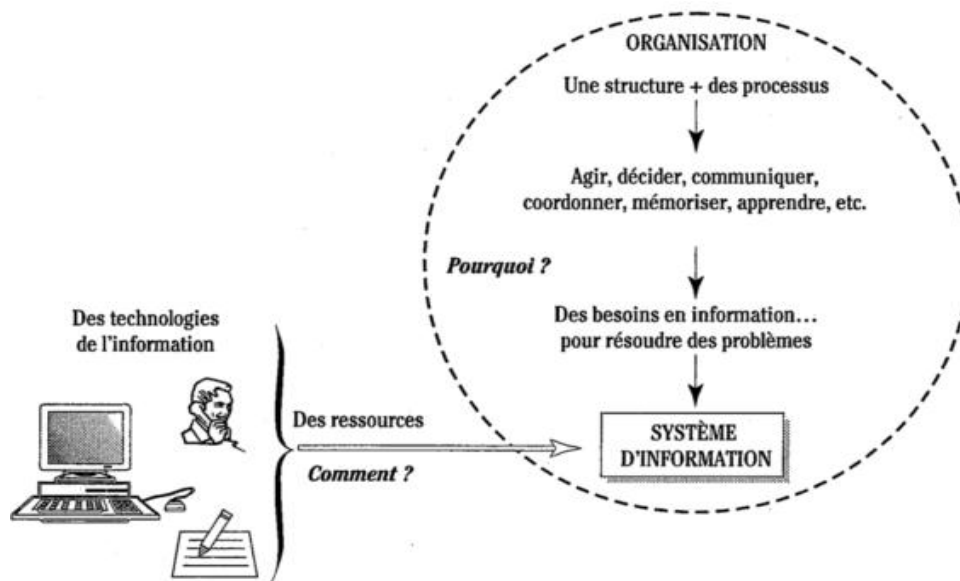 ORGANISATION
Une structure + des processus
Agir, décider, communiquer,
coordonner, mémoriser, apprendre, etc.
Pourquoi ?
Des besoins en information...
pour résoudre des problèmes
Des technologies
de l'information
Des ressources
Comment ?
SYSTÈME
D'INFORMATION